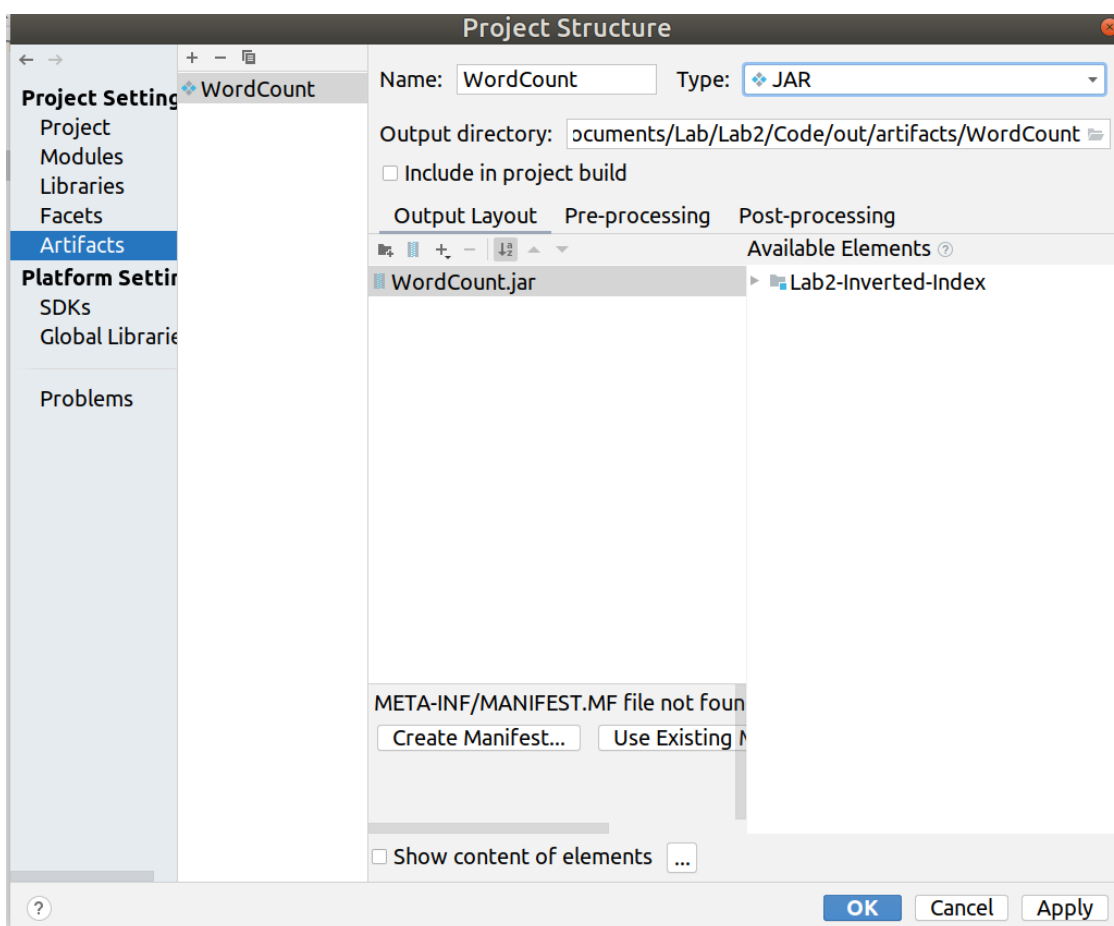 Project Structure
Project Setting
Project
Modules
Libraries
Facets
Artifacts
Platform Settin
SDKs
Global Librarie
Problems
WordCount
Name: WordCount Type: JAR
Output directory: ocuments/Lab/Lab2/Code/out/artifacts/WordCount
Include in project build
Output Layout Pre-processing Post-processing
Available Elements ?
WordCount.jar
Lab2-Inverted-Index
META-INF/MANIFEST.MF file not foun
Create Manifest... Use Existing M
Show content of elements ...
? OK Cancel Apply